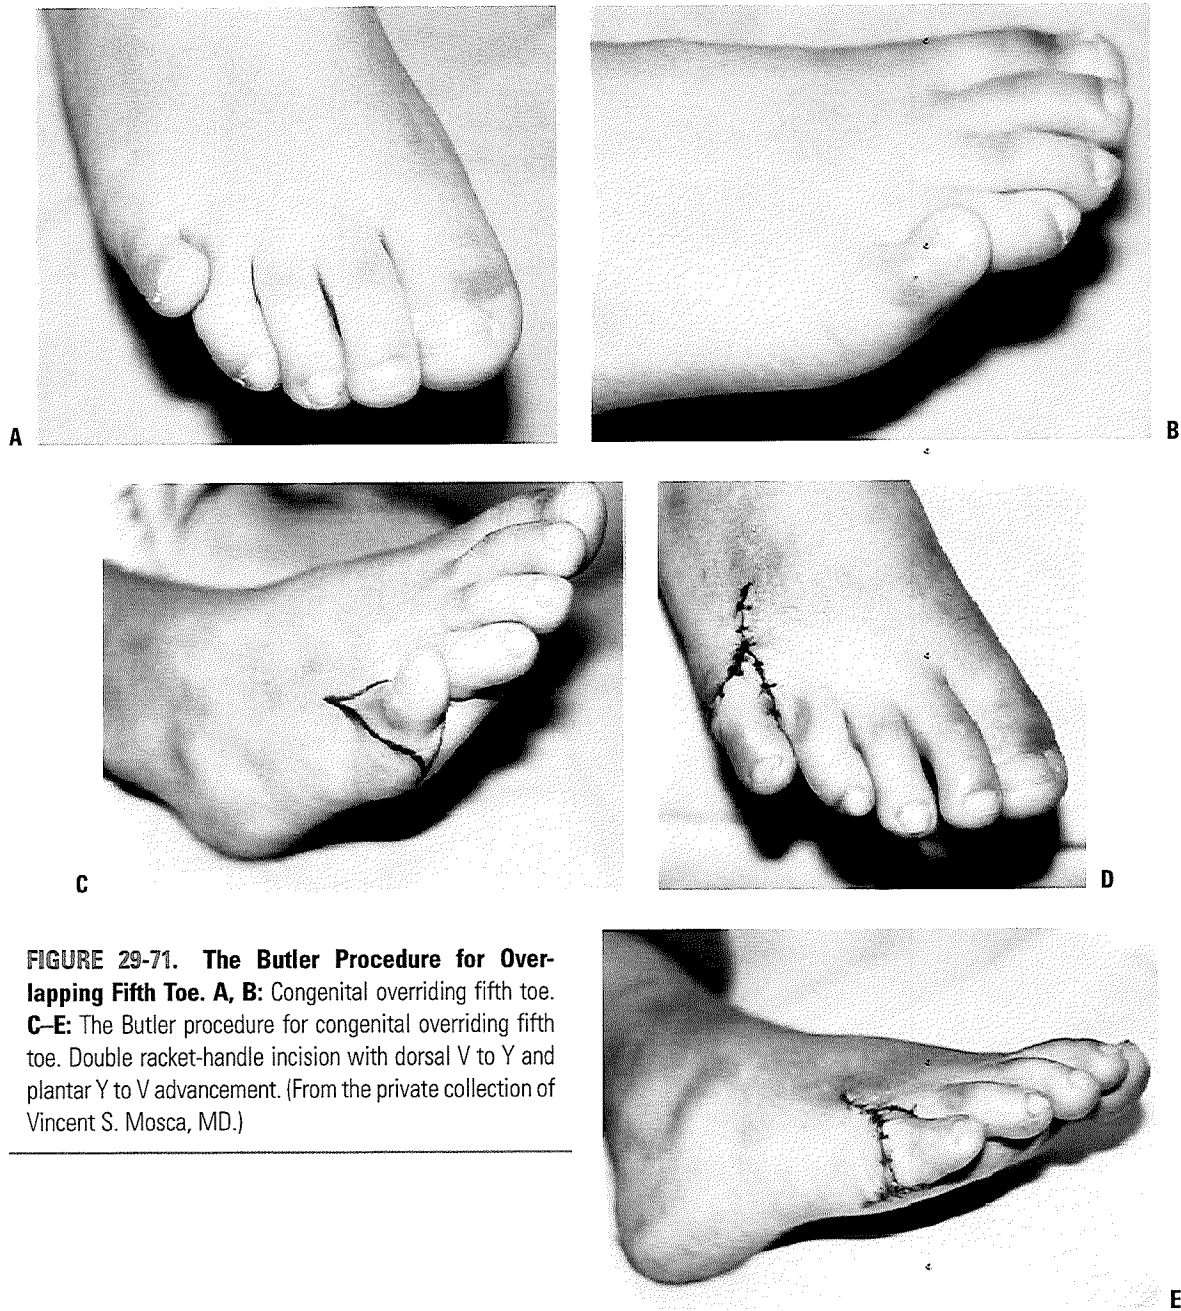 A
B
C
D
FIGURE 29-71. The Butler Procedure for Over-
lapping Fifth Toe. A, B: Congenital overriding fifth toe.
C–E: The Butler procedure for congenital overriding fifth
toe. Double racket-handle incision with dorsal V to Y and
plantar Y to V advancement. (From the private collection of
Vincent S. Mosca, MD.)
E